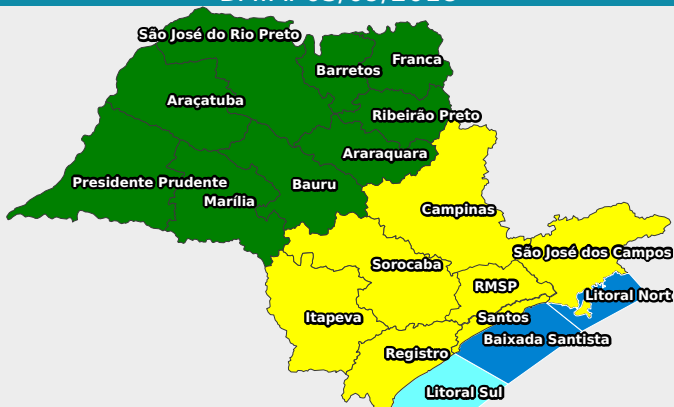 São José do Rio Preto
Franca
Barretos
Araçatuba
Ribeirão Preto
Araraquara
Presidente Prudente
Bauru
Marília
Campinas
São José dos Campos
Sorocaba
RMSP
Litoral Nort
Itapeva
Santos
Baixada Santista
Registro
Litoral Sul